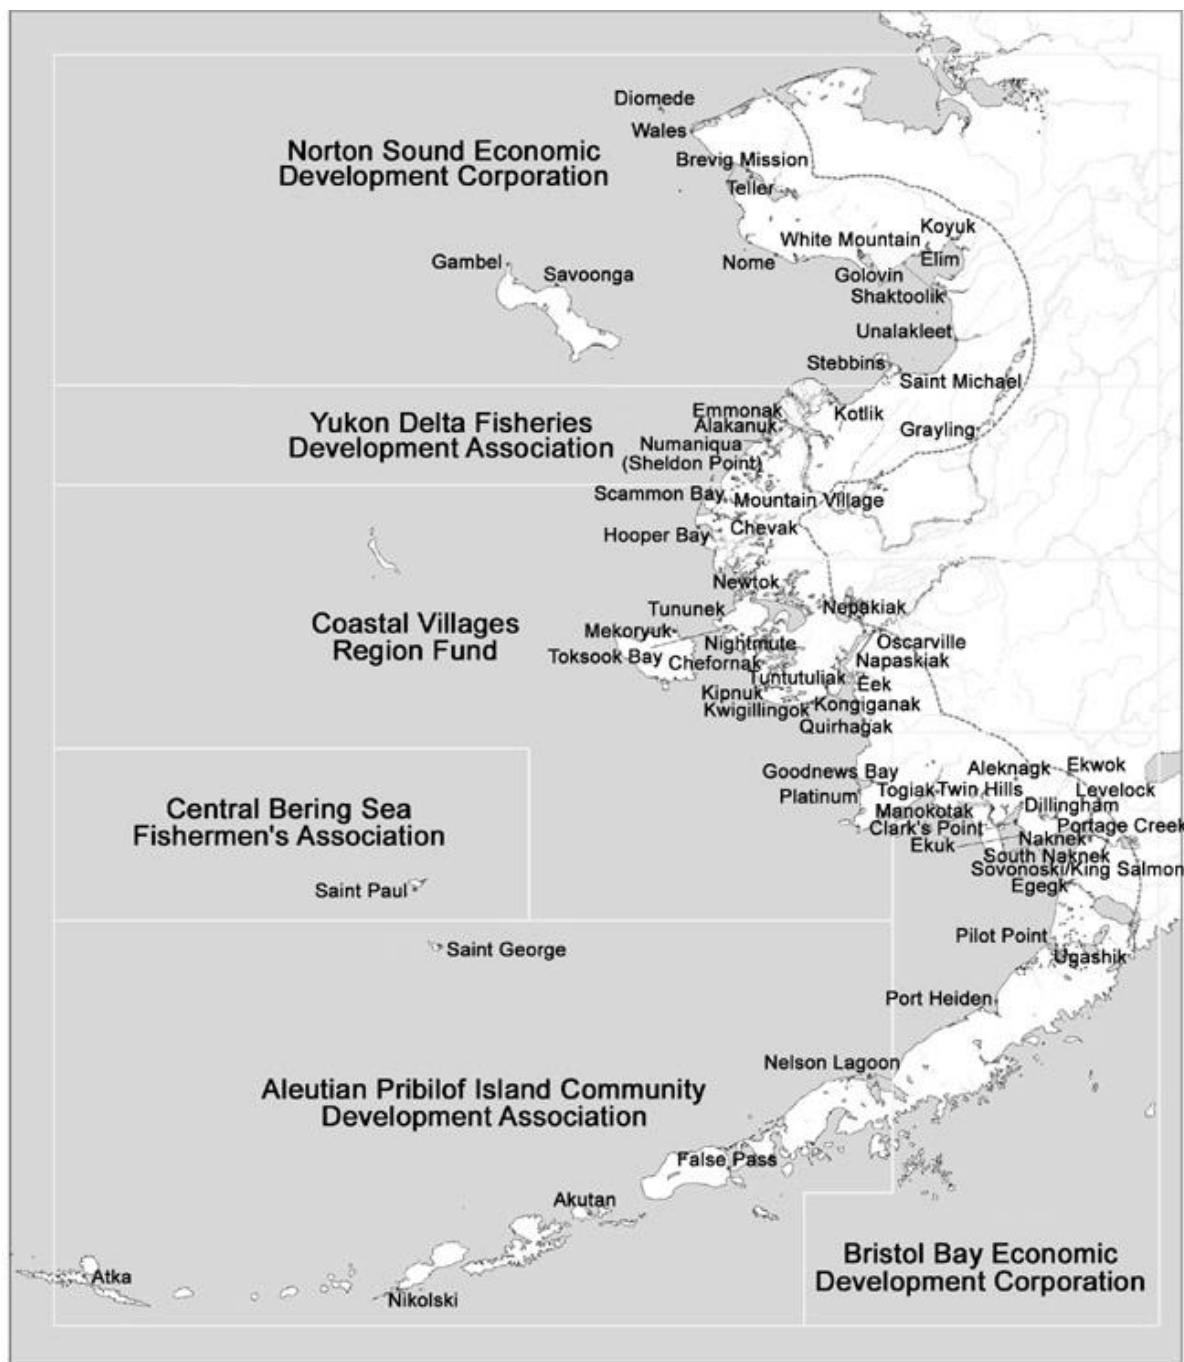 Diomede
Wales
Norton Sound Economic
Development Corporation
Brevig Mission
Teller
Koyuk
White Mountain
Elim
Nome
Gambel
Golovin
Savoonga
Shaktoolik
Unalakleet
Stebbins
Saint Michael
Yukon Delta Fisheries
Development Association
Emmonak
Kotlik
Alakanuk
Grayling
Numaniqua
(Sheldon Point)
Scammon Bay
Mountain Village
Hooper Bay
Chevak
Newtok
Coastal Villages
Region Fund
Tununek
Nepakiak
Mekoryuk
Nightmute
Oscarville
Toksook Bay
Chefornak
Napaskiak
Tuntutuliak
Eek
Kipnuk
Kongiganak
Kwigillingok
Quirhagak
Goodnews Bay
Aleknagk
Ekwok
Platinum
Togiak
Twin Hills
Levelock
Central Bering Sea
Fishermen's Association
Manokotak
Dillingham
Clark's Point
Portage Creek
Ekuk
Naknek
South Naknek
Sovonoski/King Salmon
Egegk
Saint Paul
Pilot Point
Saint George
Ugashik
Port Heiden
Nelson Lagoon
Aleutian Pribilof Island Community
Development Association
False Pass
Akutan
Bristol Bay Economic
Development Corporation
Atka
Nikolski